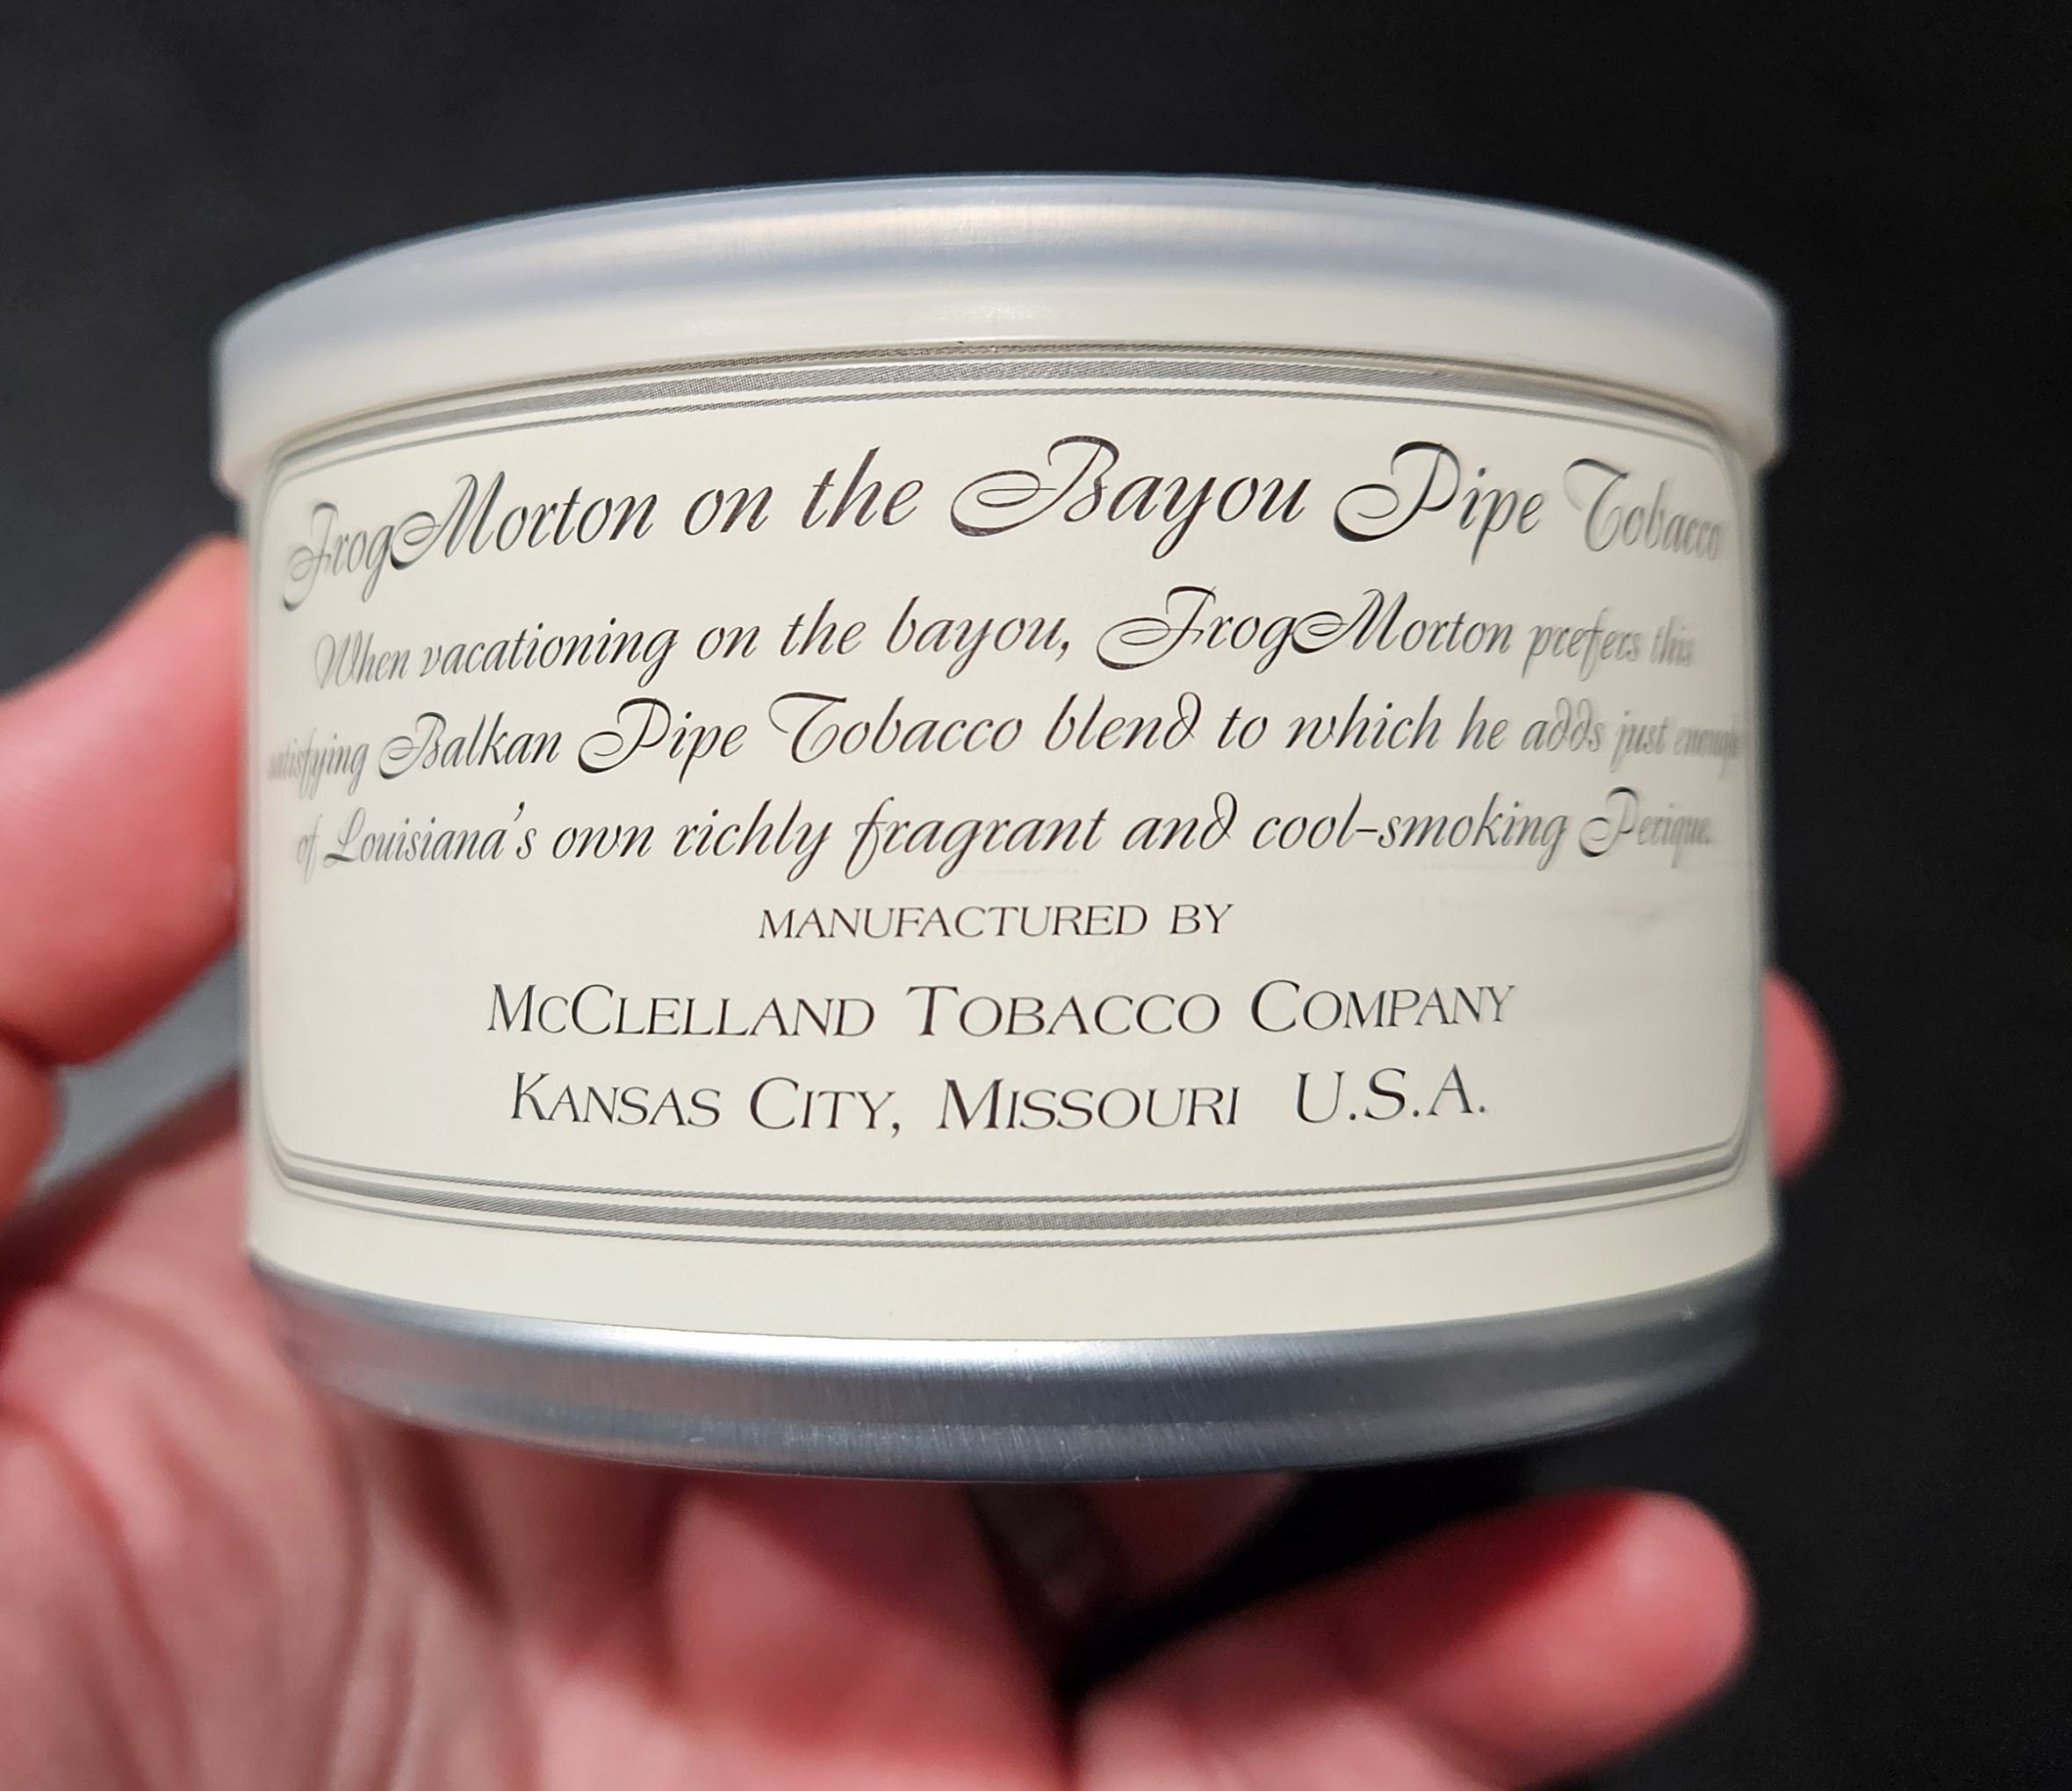 FrogMorton on the Bayou Pipe Tobacco
When vacationing on the bayou, FrogMorton prefers this
satisfying Balkan Pipe Tobacco blend to which he adds just enough
of Louisiana's own richly fragrant and cool-smoking Perique.
MANUFACTURED BY
McCLELLAND TOBACCO COMPANY
KANSAS CITY, MISSOURI U.S.A.